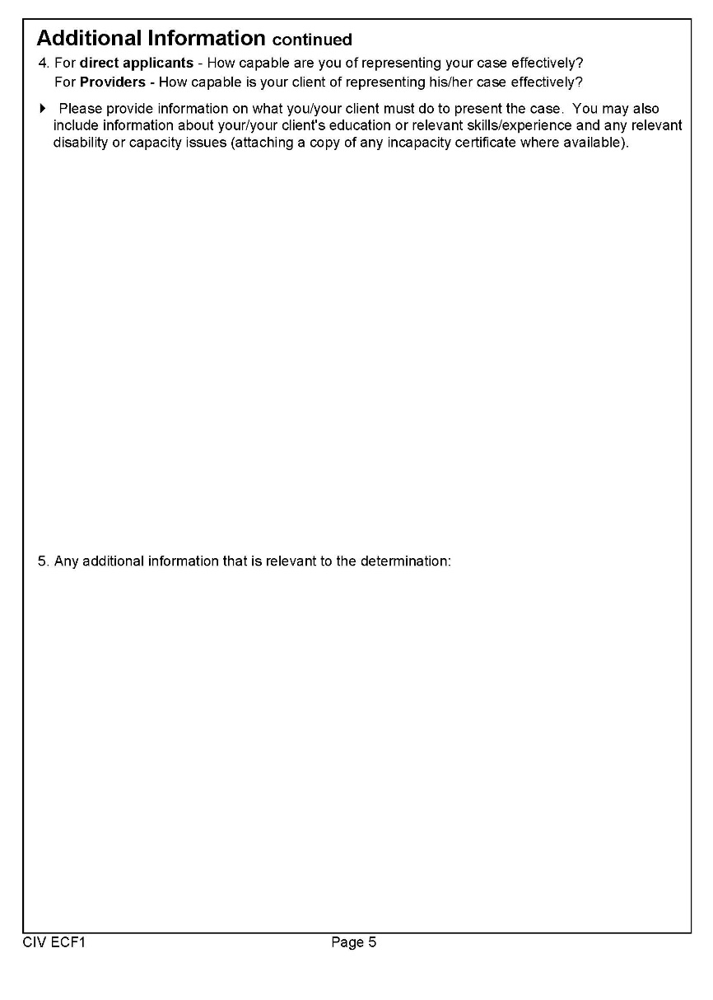 Additional Information continued
4. For direct applicants - How capable are you of representing your case effectively?
For Providers - How capable is your client of representing his/her case effectively?
Please provide information on what you/your client must do to present the case.  You may also
include information about your/your client's education or relevant skills/experience and any relevant
disability or capacity issues (attaching a copy of any incapacity certificate where available).
5. Any additional information that is relevant to the determination:
CIV ECF1
Page 5